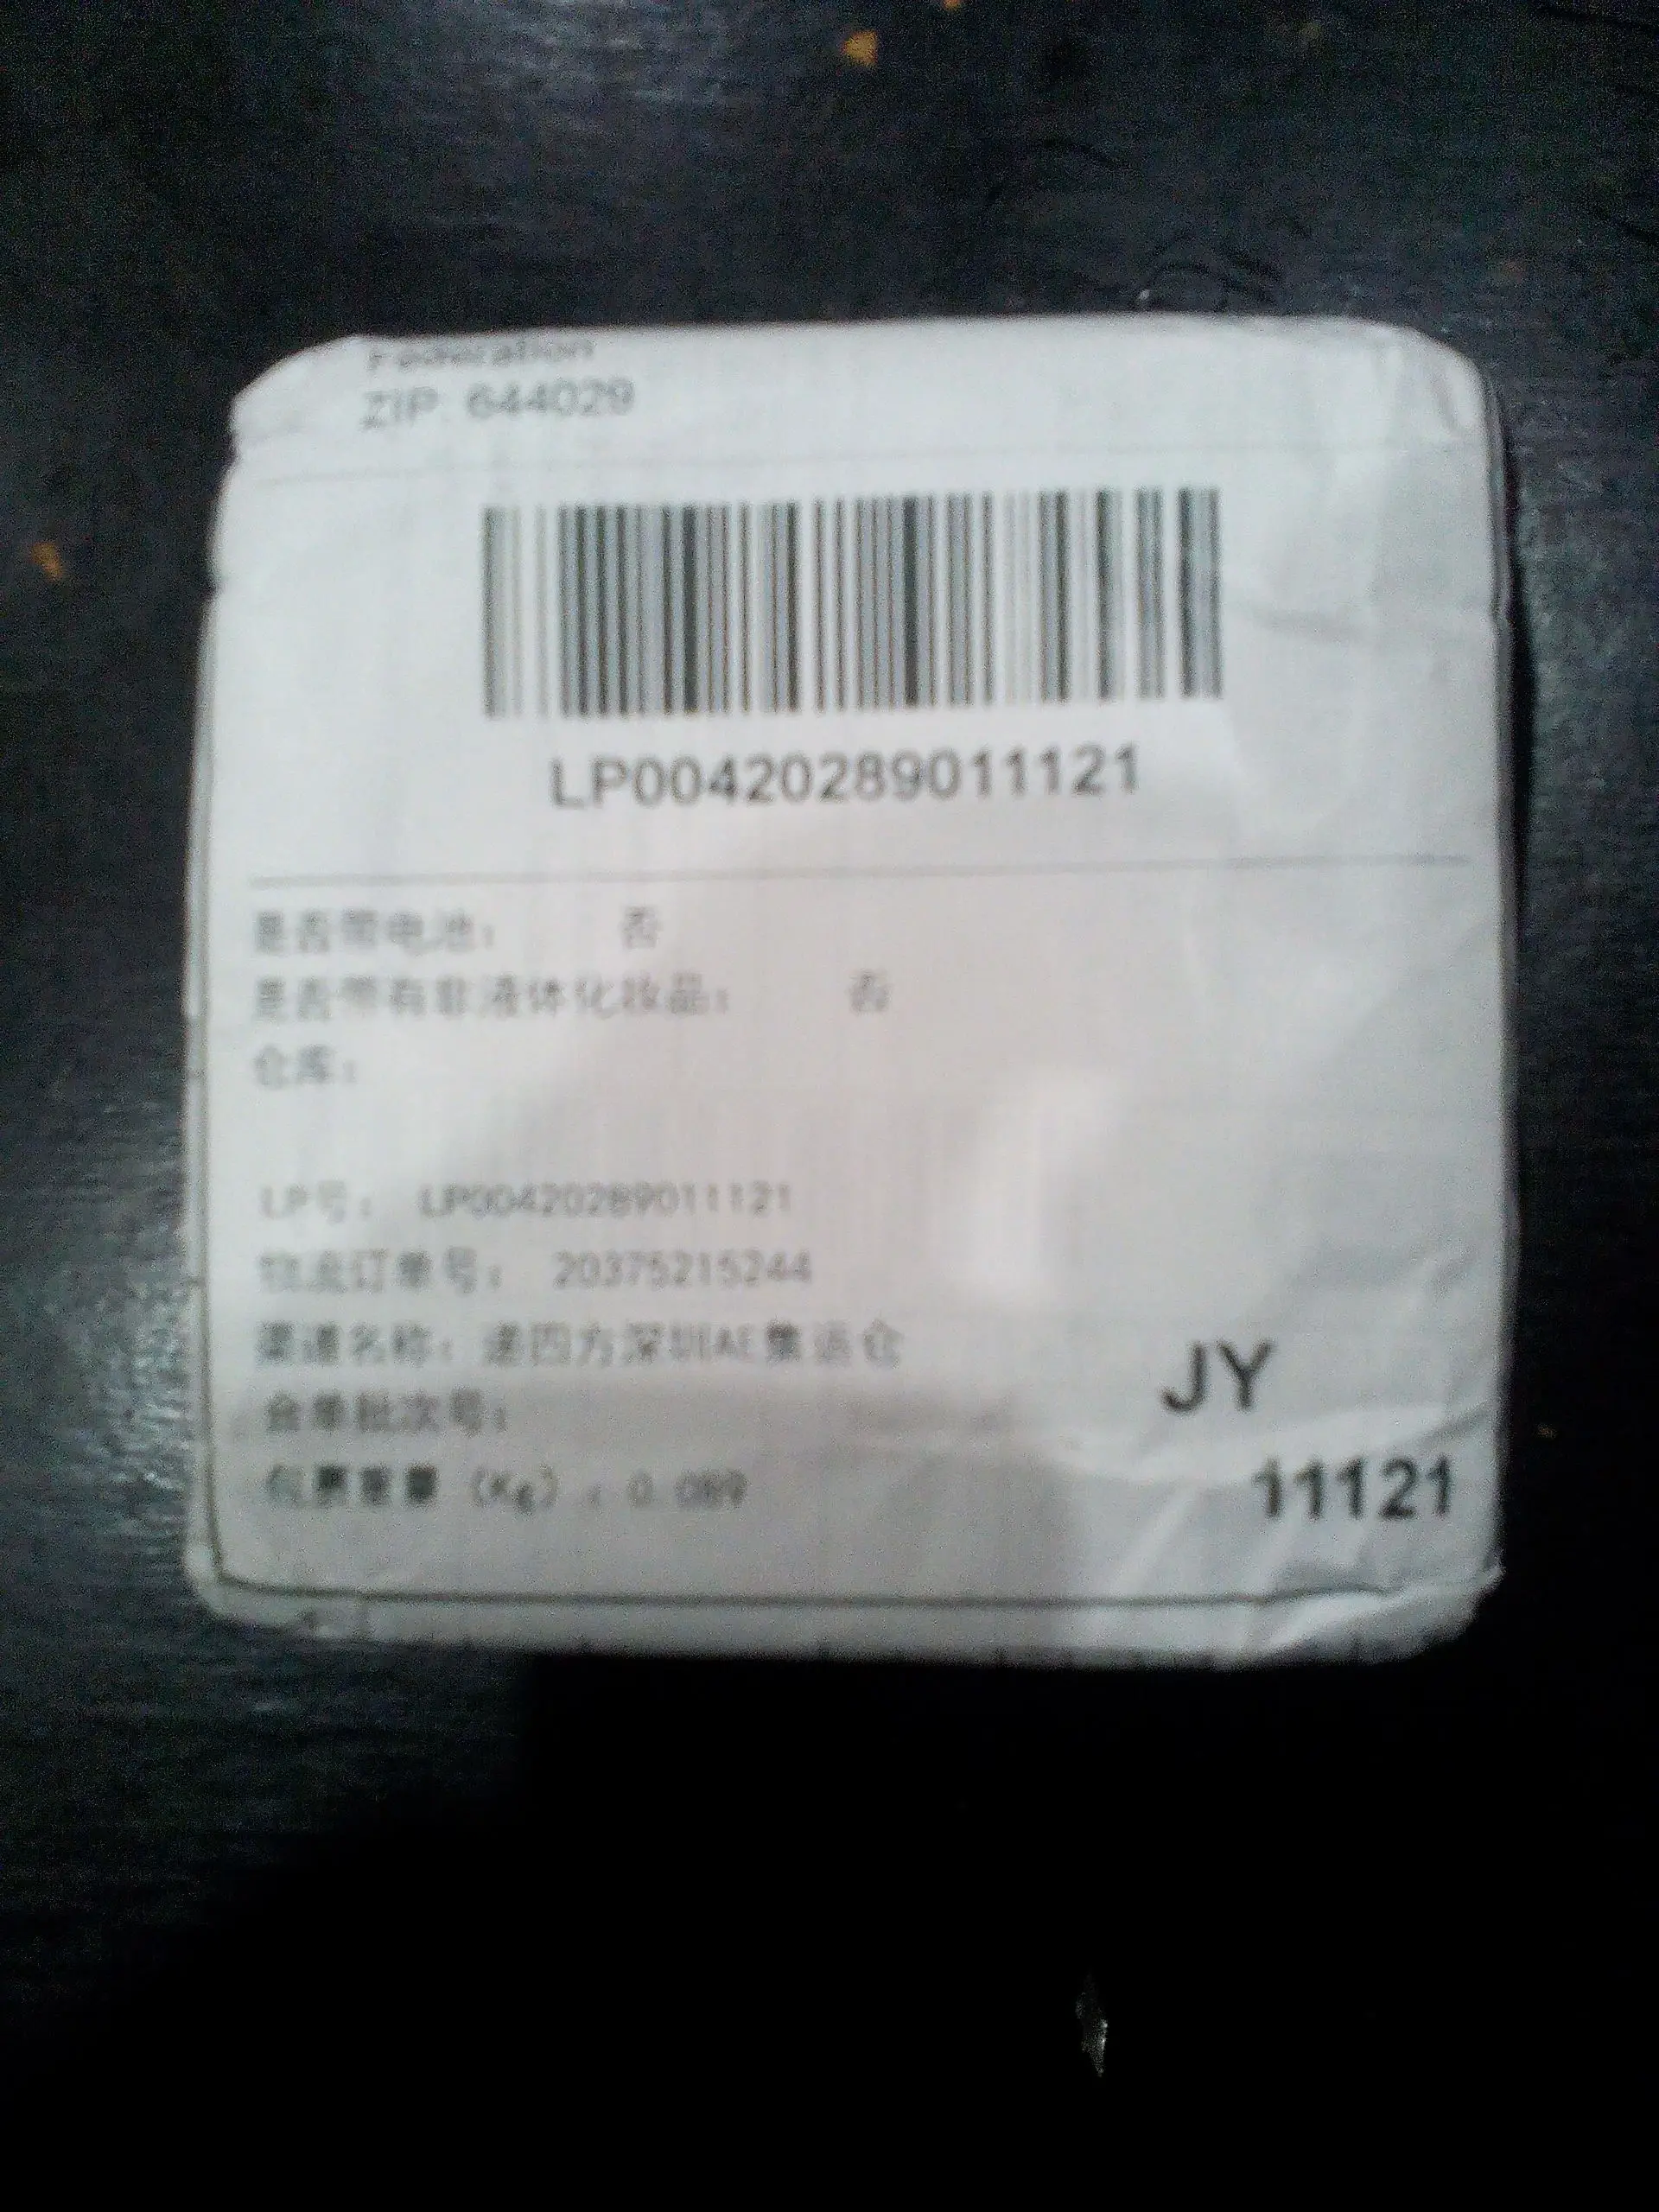 Federation
ZIP: 644029
LP00420289011121
是否带电池： 否
是否带有非液体化妆品： 否
仓库：
LP号： LP00420289011121
物流订单号： 20375215244
渠道名称：递四方深圳AE集运仓
合单批次号：
包裹重量（Kg）：0.089
JY
11121